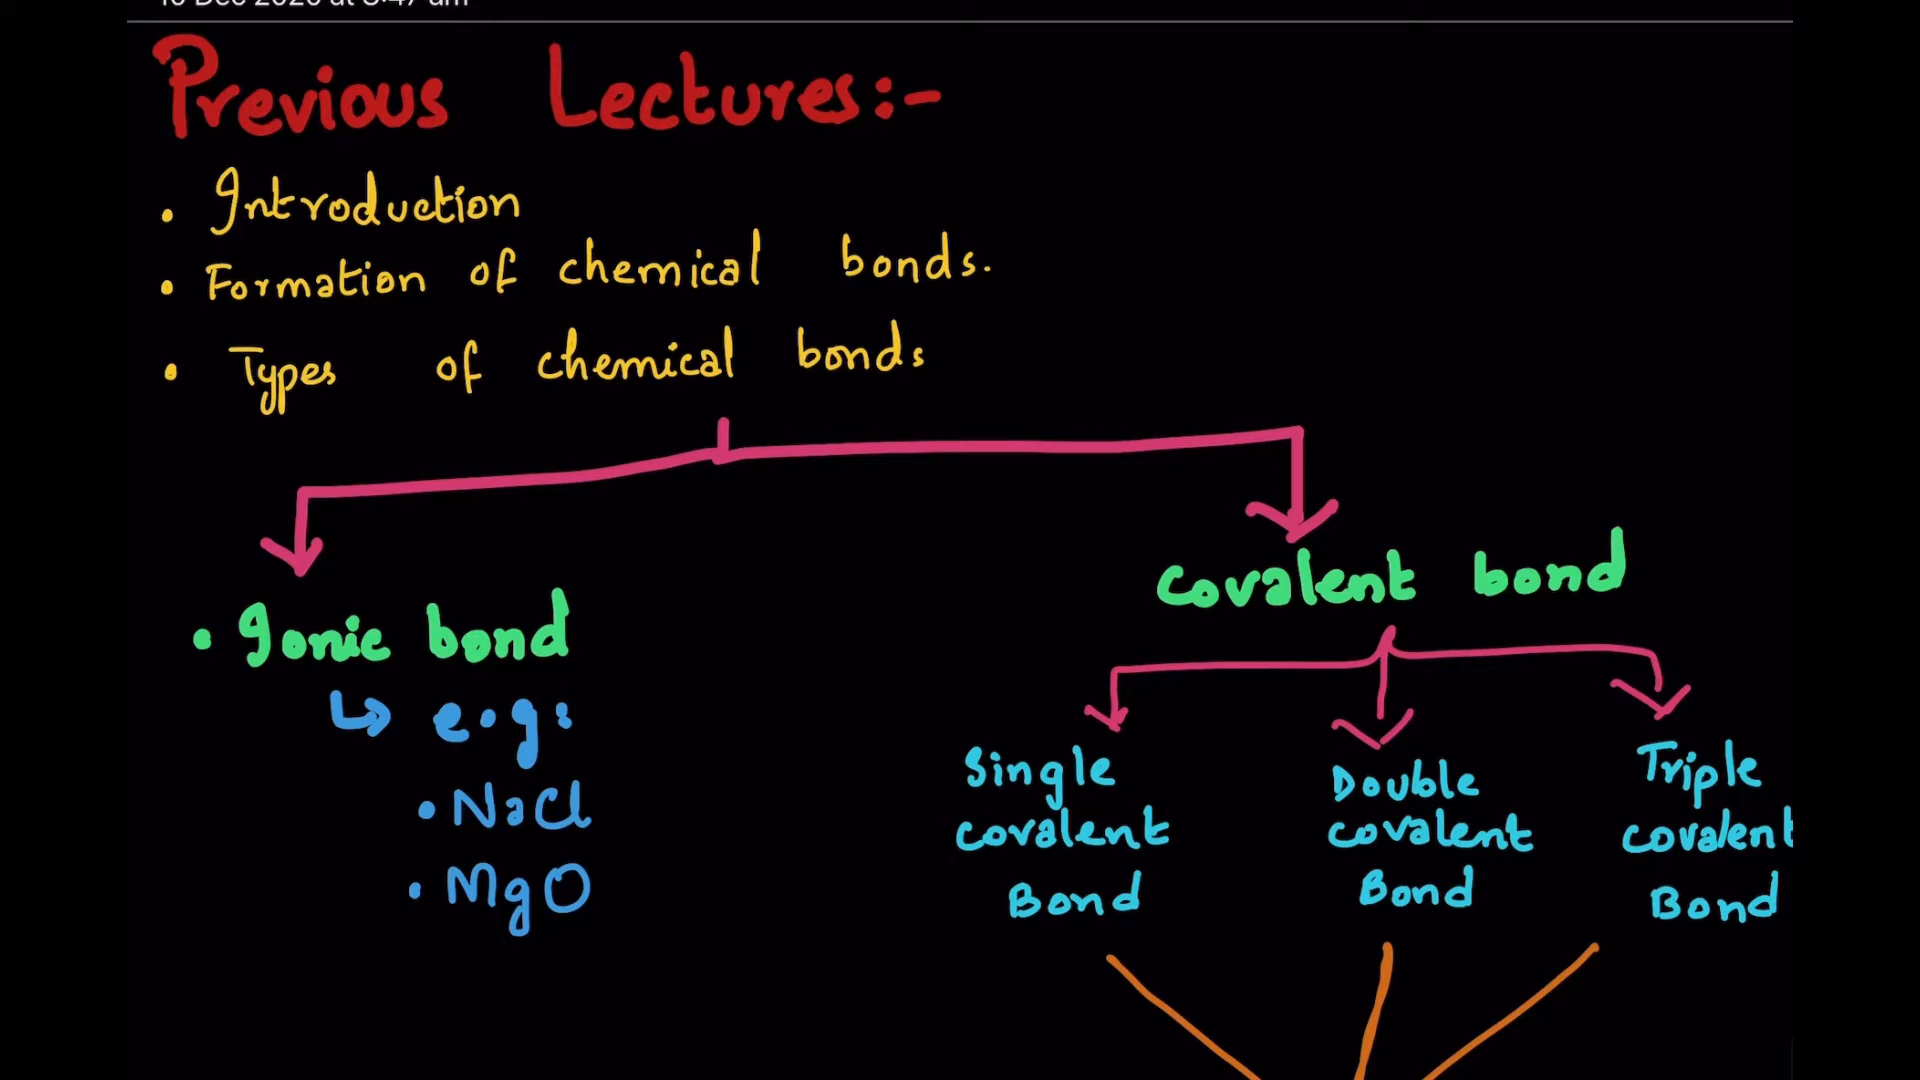 Previous Lectures:-
• Introduction
• Formation of chemical bonds.
• Types of chemical bonds
• Ionic bond
↳ e.g:
• NaCl
• MgO
covalent bond
Single
covalent
Bond
Double
covalent
Bond
Triple
covalent
Bond